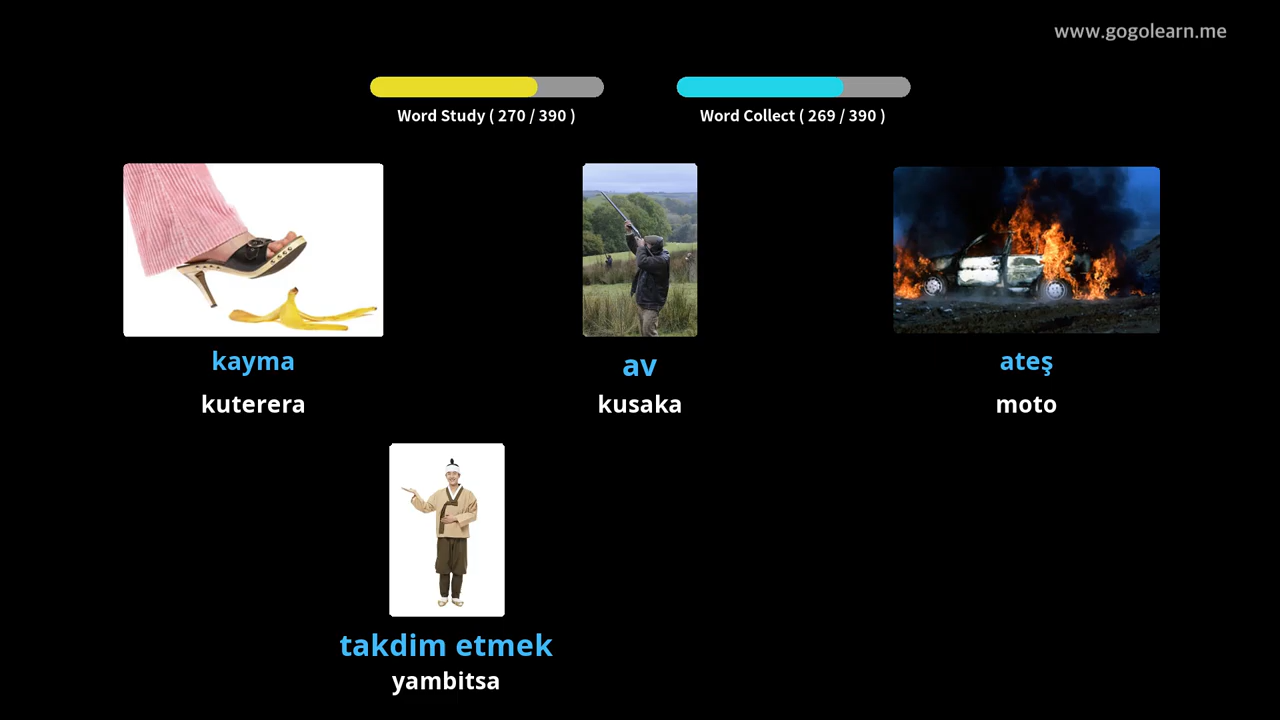 www.gogolearn.me
Word Study ( 270 / 390 )
Word Collect ( 269 / 390 )
kayma
av
ateş
kuterera
kusaka
moto
takdim etmek
yambitsa